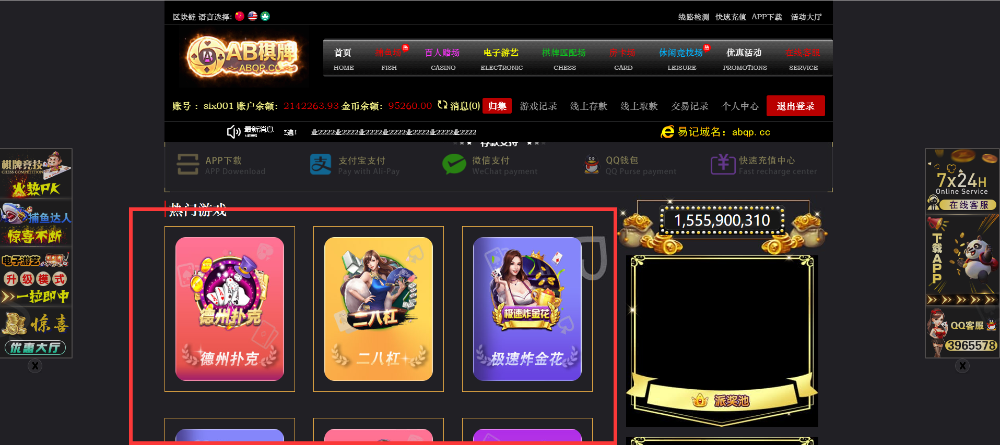 区块链 语言选择:
线路检测 快速充值 APP下载 活动大厅
AB棋牌
ABQP.CC
首页 捕鱼场 热 百人赌场 电子游艺 棋牌匹配场 房卡场 休闲竞技场 热 优惠活动 在线客服
HOME FISH CASINO ELECTRONIC CHESS CARD LEISURE PROMOTIONS SERVICE
账号 : six001 账户余额: 2142263.93 金币余额: 95260.00 消息(0) 归集 游戏记录 线上存款 线上取款 交易记录 个人中心 退出登录
最新消息
NEWS
业2222业2222业2222业2222业2222业2222业2222
易记域名: abqp. cc
存款支持
APP下载 支付宝支付 微信支付 QQ钱包 快速充值中心
APP Dowenload Pay with Ali-Pay WeChat payment QQ Purse payment Fast recharge center
热门游戏
德州扑克
德州扑克
二八杠
二八杠
极速炸金花
极速炸金花
1,555,900,310
派奖池
棋牌竞技
CHESS COMPETITION
火热PK
捕鱼达人
惊喜不断
电子游艺
升级模式
一拉即中
惊喜
优惠大厅
X
7x24H
Online Service
在线客服
下载APP
QQ客服
3965578
X